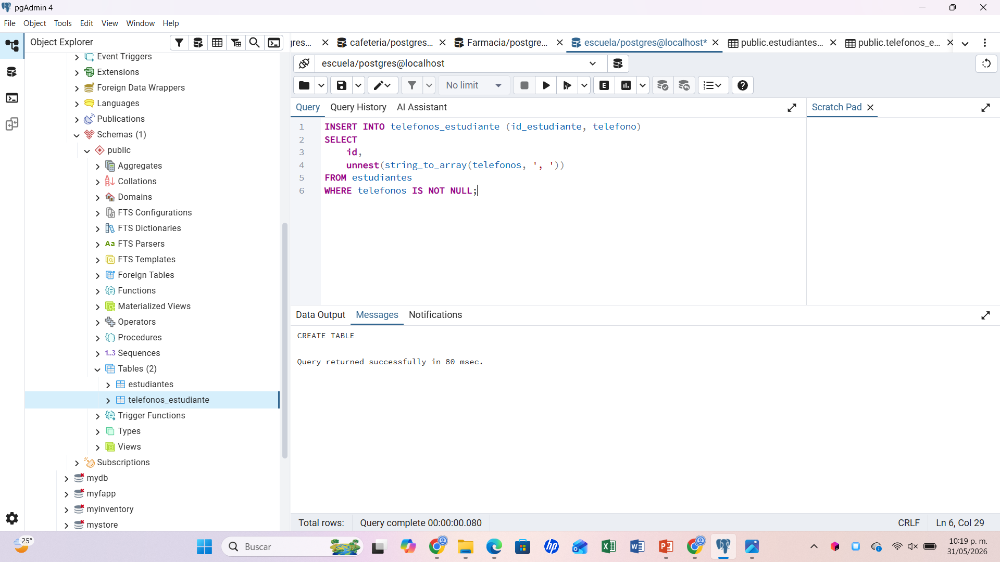 pgAdmin 4
File Object Tools Edit View Window Help
Object Explorer
Event Triggers
Extensions
Foreign Data Wrappers
Languages
Publications
Schemas (1)
public
Aggregates
Collations
Domains
FTS Configurations
FTS Dictionaries
FTS Parsers
FTS Templates
Foreign Tables
Functions
Materialized Views
Operators
Procedures
1..3 Sequences
Tables (2)
estudiantes
telefonos_estudiante
Trigger Functions
Types
Views
Subscriptions
mydb
myfapp
myinventory
mystore
gres... cafeteria/postgres... Farmacia/postgre... escuela/postgres@localhost* public.estudiantes... public.telefonos_e...
escuela/postgres@localhost
No limit
Query Query History AI Assistant
Scratch Pad
1 INSERT INTO telefonos_estudiante (id_estudiante, telefono)
2 SELECT
3 id,
4 unnest(string_to_array(telefonos, ', '))
5 FROM estudiantes
6 WHERE telefonos IS NOT NULL;
Data Output Messages Notifications
CREATE TABLE
Query returned successfully in 80 msec.
Total rows: Query complete 00:00:00.080 CRLF Ln 6, Col 29
25°
Buscar
10:19 p. m.
31/05/2026